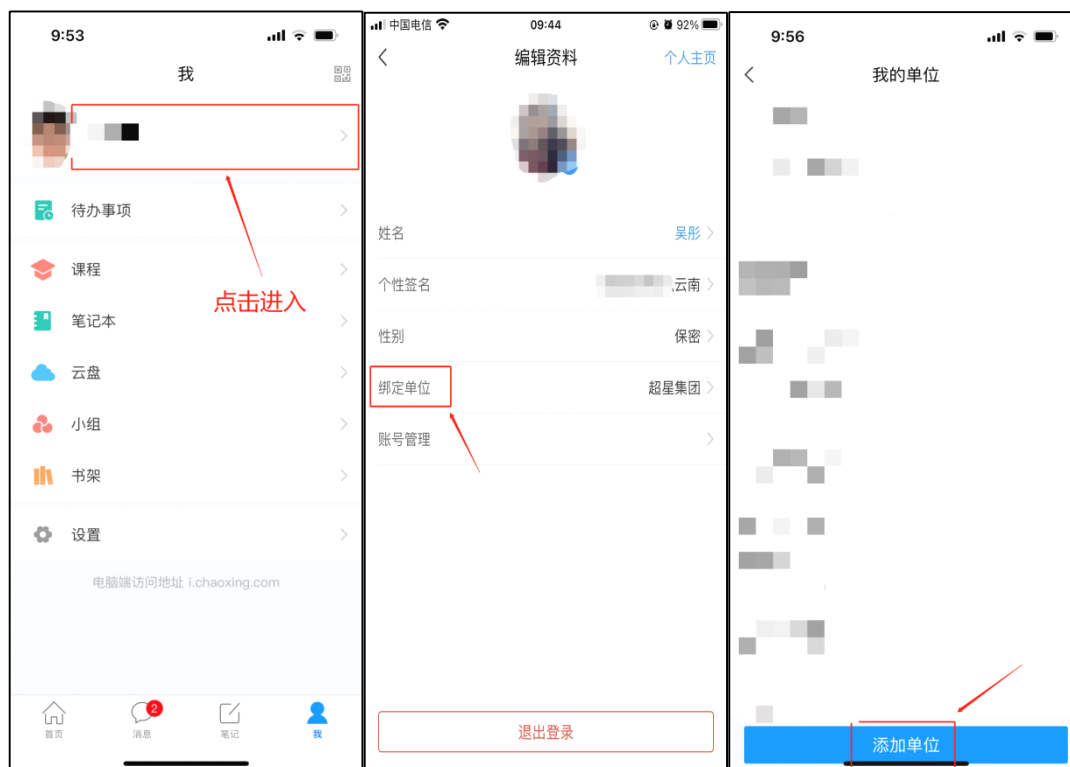 9:53
我
待办事项
课程
点击进入
笔记本
云盘
小组
书架
设置
电脑端访问地址 i.chaoxing.com
2
首页
消息
笔记
我
中国电信
09:44
92%
编辑资料
个人主页
姓名
吴彤
个性签名
云南
性别
保密
绑定单位
超星集团
账号管理
退出登录
9:56
我的单位
添加单位